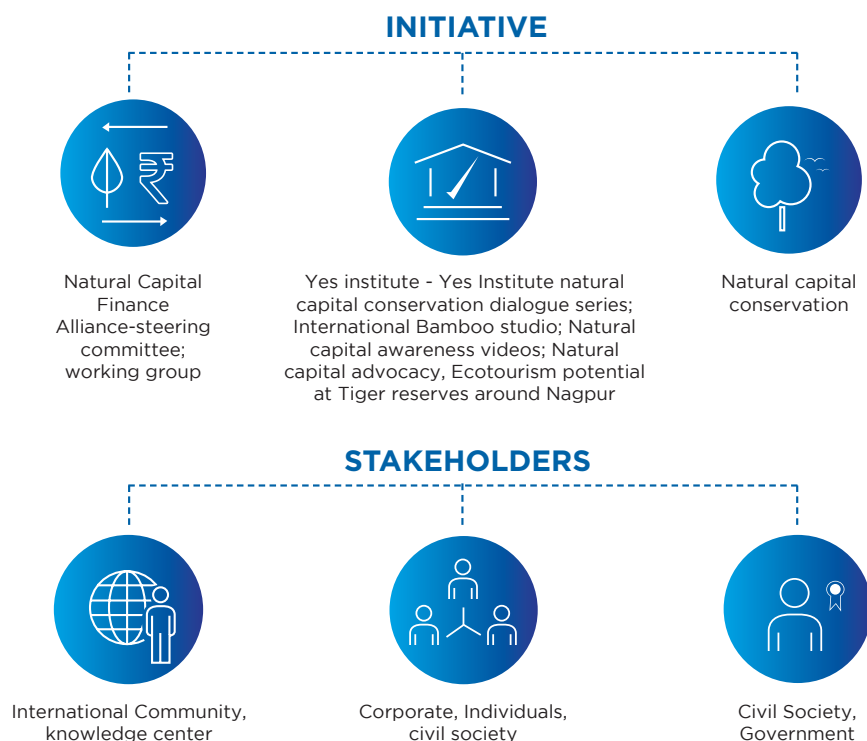 INITIATIVE
Natural Capital
Finance
Alliance-steering
committee;
working group
Yes institute - Yes Institute natural
capital conservation dialogue series;
International Bamboo studio; Natural
capital awareness videos; Natural
capital advocacy, Ecotourism potential
at Tiger reserves around Nagpur
Natural capital
conservation
STAKEHOLDERS
International Community,
knowledge center
Corporate, Individuals,
civil society
Civil Society,
Government